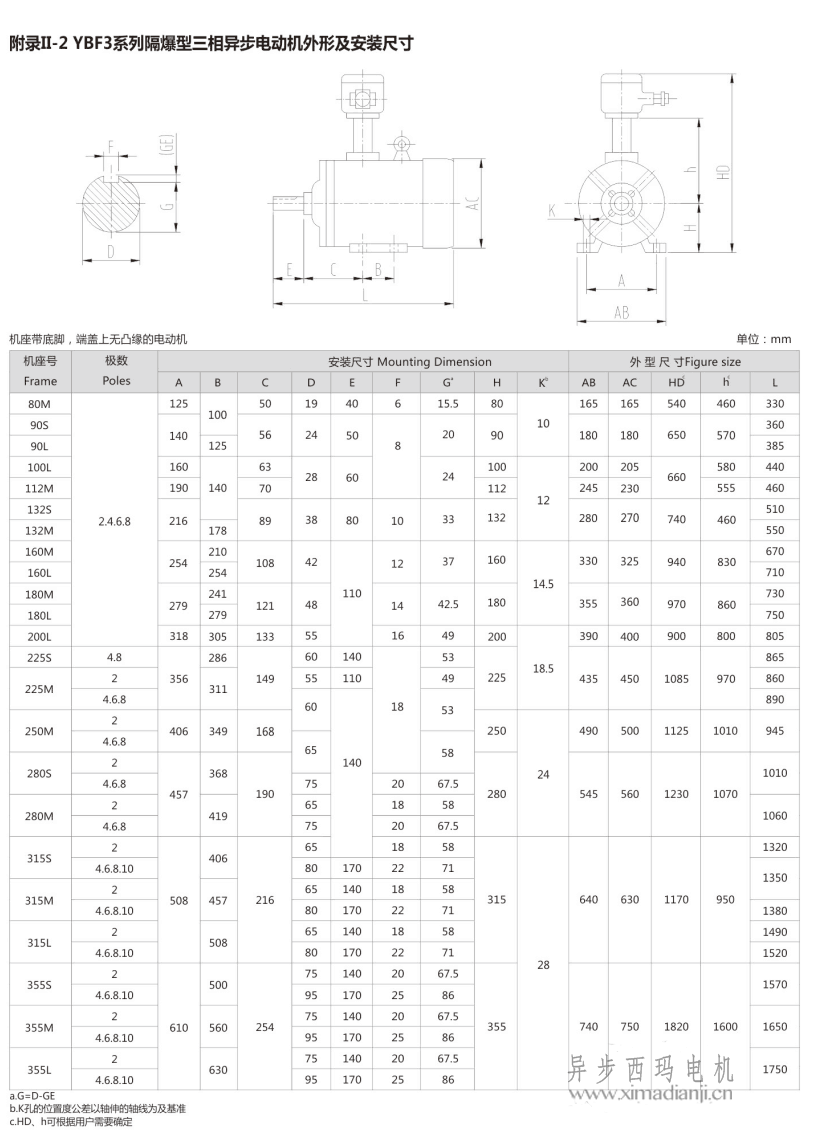 附录II-2 YBF3系列隔爆型三相异步电动机外形及安装尺寸
F
(GE)
G
D
AC
E
C
B
L
K
h
HD
H
A
AB
机座带底脚，端盖上无凸缘的电动机
单位：mm
机座号 极数 安装尺寸 Mounting Dimension 外 型 尺 寸Figure size
Frame Poles A B C D E F Gª H Kᵇ AB AC HDᶜ hᶜ L
80M 2.4.6.8 125 100 50 19 40 6 15.5 80 10 165 165 540 460 330
90S 140 56 24 50 8 20 90 180 180 650 570 360
90L 125 385
100L 160 140 63 28 60 24 100 12 200 205 660 580 440
112M 190 70 112 245 230 555 460
132S 216 89 38 80 10 33 132 280 270 740 460 510
132M 178 550
160M 254 210 108 42 110 12 37 160 14.5 330 325 940 830 670
160L 254 710
180M 279 241 121 48 14 42.5 180 355 360 970 860 730
180L 279 750
200L 318 305 133 55 16 49 200 18.5 390 400 900 800 805
225S 4.8 356 286 149 60 140 18 53 225 435 450 1085 970 865
225M 2 311 55 110 49 860
4.6.8 60 140 53 890
250M 2 406 349 168 250 24 490 500 1125 1010 945
4.6.8 65 58
280S 2 457 368 190 280 545 560 1230 1070 1010
4.6.8 75 20 67.5
280M 2 419 65 18 58 1060
4.6.8 75 20 67.5
315S 2 508 406 216 65 18 58 315 28 640 630 1170 950 1320
4.6.8.10 80 170 22 71 1350
315M 2 457 65 140 18 58
4.6.8.10 80 170 22 71 1380
315L 2 508 65 140 18 58 1490
4.6.8.10 80 170 22 71 1520
355S 2 610 500 254 75 140 20 67.5 355 740 750 1820 1600 1570
4.6.8.10 95 170 25 86
355M 2 560 75 140 20 67.5 1650
4.6.8.10 95 170 25 86
355L 2 630 75 140 20 67.5 1750
4.6.8.10 95 170 25 86
异步西玛电机
www.ximadianji.cn
a.G=D-GE
b.K孔的位置度公差以轴伸的轴线为及基准
c.HD、h可根据用户需要确定